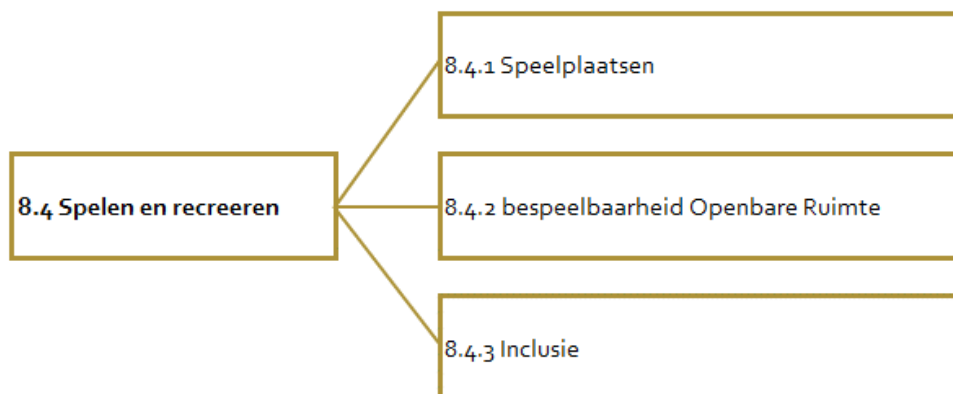 8.4.1 Speelplaatsen
8.4 Spelen en recreeren
8.4.2 bespeelbaarheid Openbare Ruimte
8.4.3 Inclusie